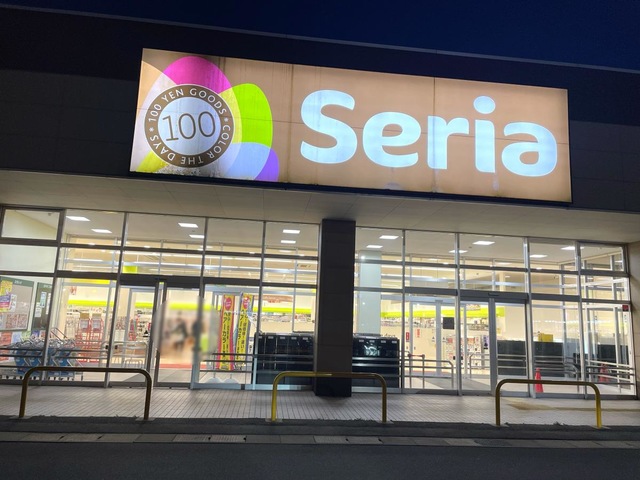 100 YEN GOODS
100
COLOR THE DAYS
Seria